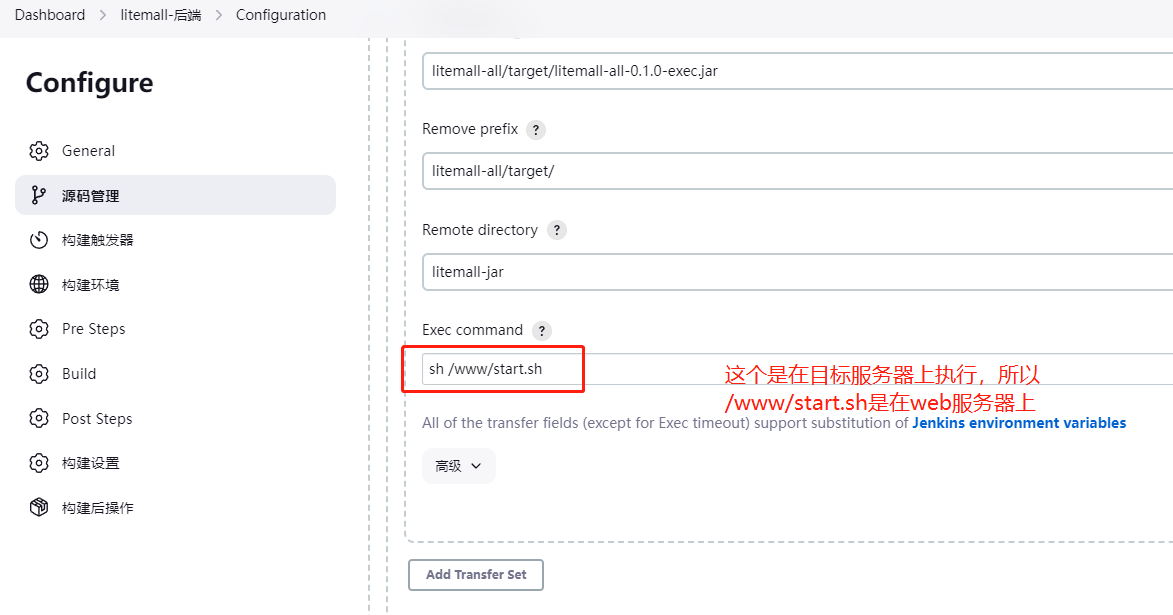 Dashboard > litemall-后端 > Configuration
Configure
General
源码管理
构建触发器
构建环境
Pre Steps
Build
Post Steps
构建设置
构建后操作
litemall-all/target/litemall-all-0.1.0-exec.jar
Remove prefix ?
litemall-all/target/
Remote directory ?
litemall-jar
Exec command ?
sh /www/start.sh
这个是在目标服务器上执行，所以
/www/start.sh是在web服务器上
All of the transfer fields (except for Exec timeout) support substitution of Jenkins environment variables
高级
Add Transfer Set